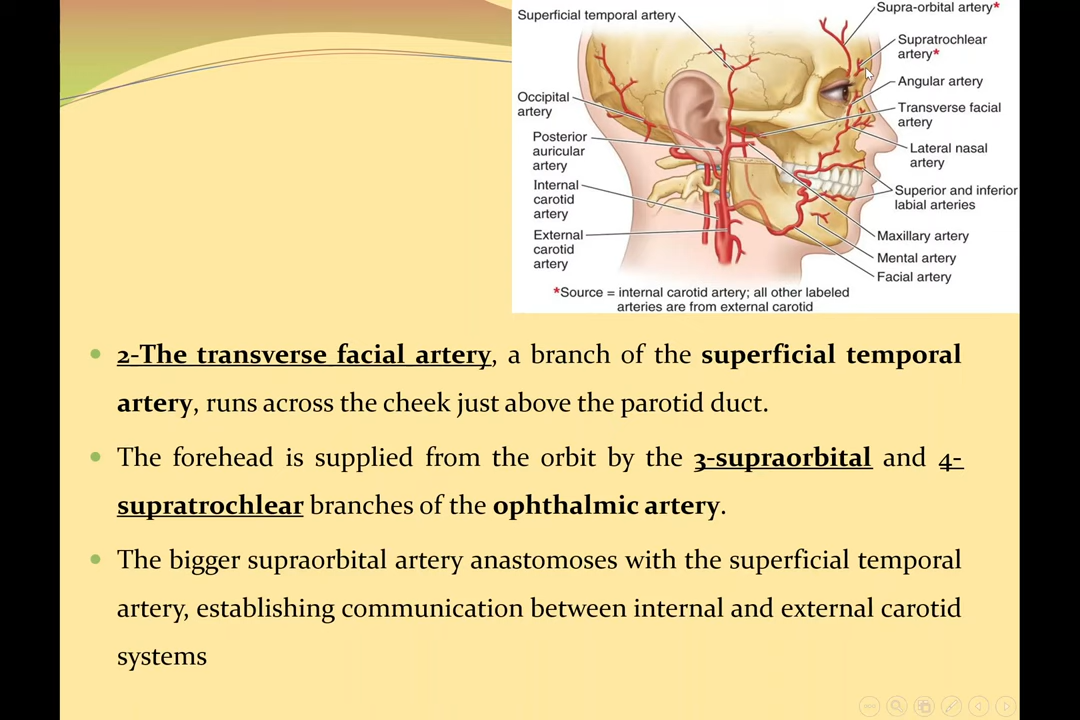 Superficial temporal artery
Supra-orbital artery*
Supratrochlear
artery*
Angular artery
Occipital
artery
Transverse facial
artery
Posterior
auricular
artery
Lateral nasal
artery
Internal
carotid
artery
Superior and inferior
labial arteries
External
carotid
artery
Maxillary artery
Mental artery
Facial artery
*Source = internal carotid artery; all other labeled
arteries are from external carotid
• 2-The transverse facial artery, a branch of the superficial temporal
artery, runs across the cheek just above the parotid duct.
• The forehead is supplied from the orbit by the 3-supraorbital and 4-
supratrochlear branches of the ophthalmic artery.
• The bigger supraorbital artery anastomoses with the superficial temporal
artery, establishing communication between internal and external carotid
systems